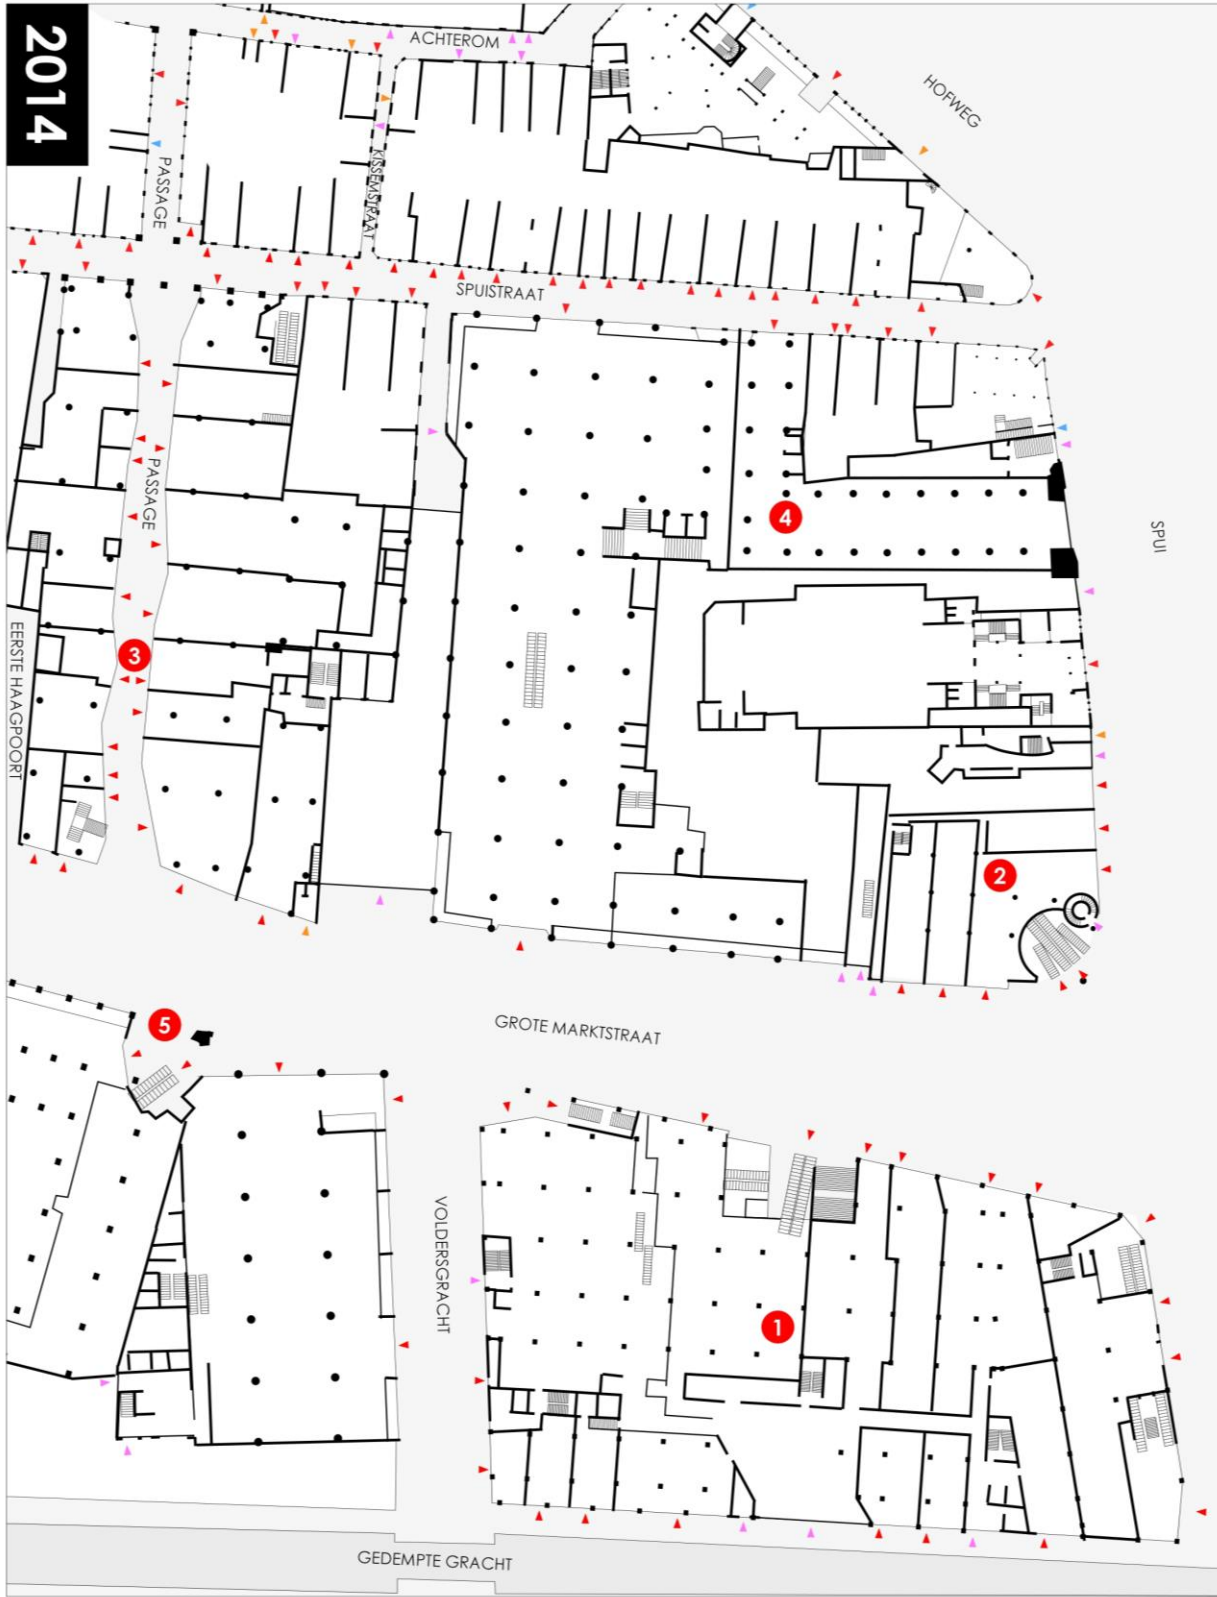 2014
ACHTEROM
HOFWEG
PASSAGE
KISSEMSTRAAT
SPUISTRAAT
PASSAGE
4
SPUI
3
EERSTE HAAGPOORT
2
5
GROTE MARKTSTRAAT
VOLDERSGRACHT
1
GEDEMPTE GRACHT